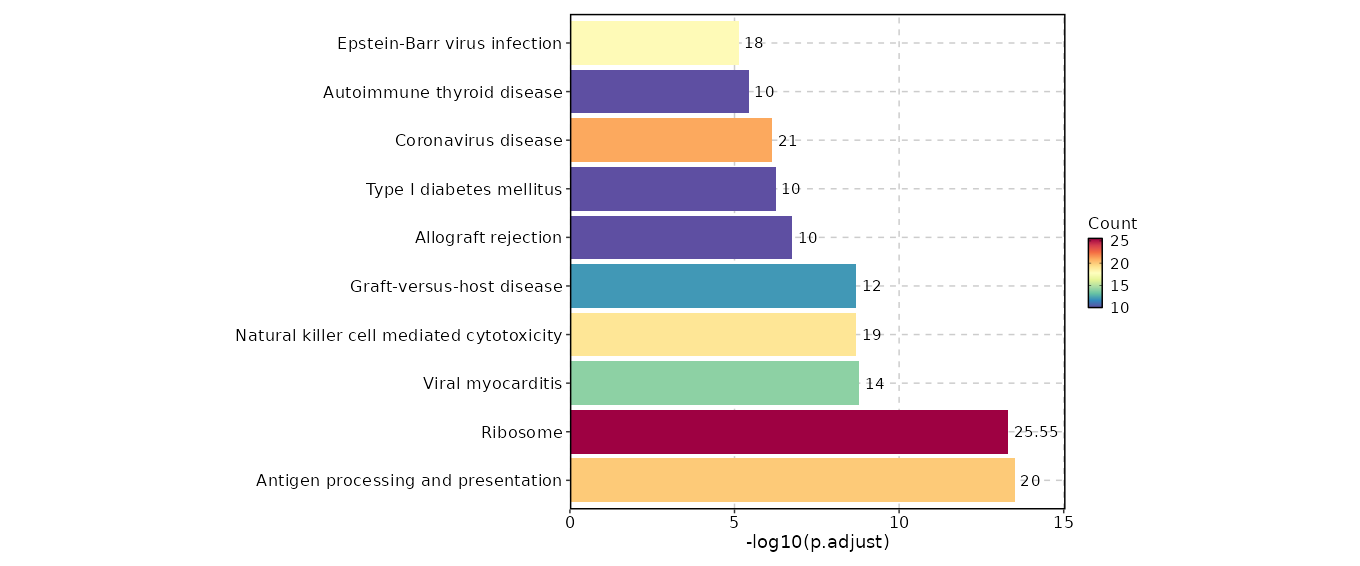 Epstein-Barr virus infection 18
Autoimmune thyroid disease 10
Coronavirus disease 21
Type I diabetes mellitus 10
Allograft rejection 10
Graft-versus-host disease 12
Natural killer cell mediated cytotoxicity 19
Viral myocarditis 14
Ribosome 25.55
Antigen processing and presentation 20
0 5 10 15
-log10(p.adjust)
Count
25
20
15
10